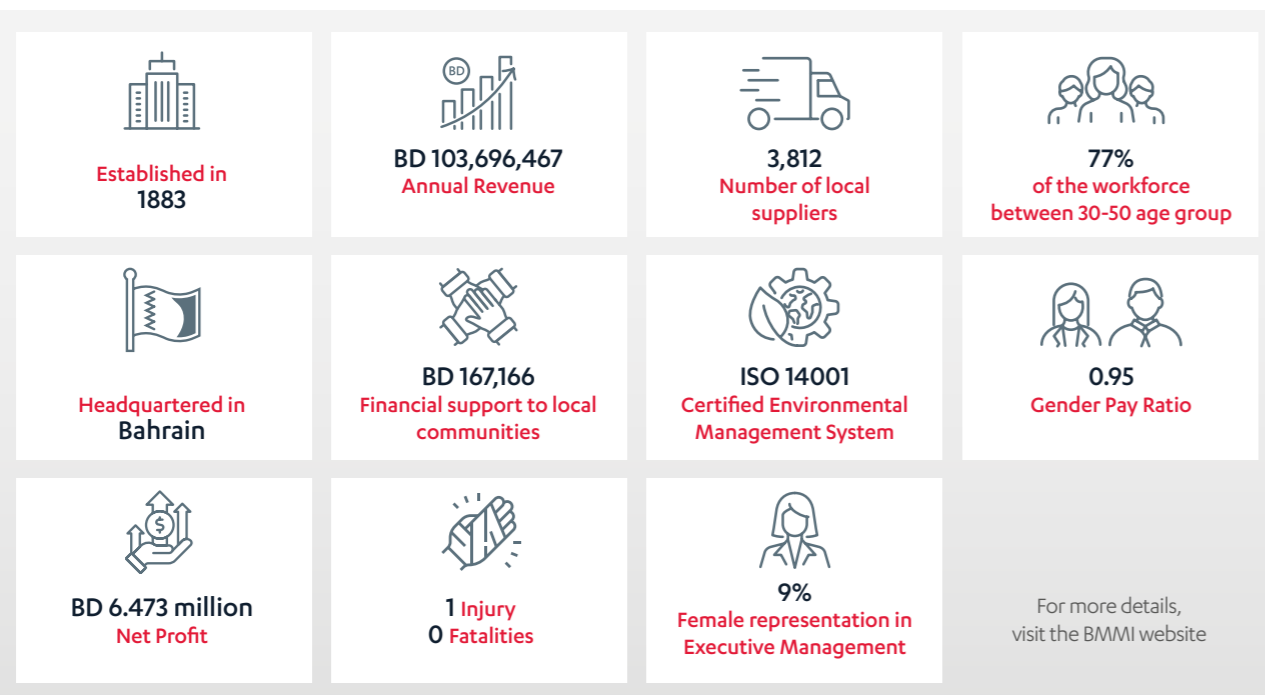 Established in
1883
BD
BD 103,696,467
Annual Revenue
3,812
Number of local
suppliers
77%
of the workforce
between 30-50 age group
Headquartered in
Bahrain
BD 167,166
Financial support to local
communities
ISO 14001
Certified Environmental
Management System
0.95
Gender Pay Ratio
$
BD 6.473 million
Net Profit
1 Injury
0 Fatalities
9%
Female representation in
Executive Management
For more details,
visit the BMMI website